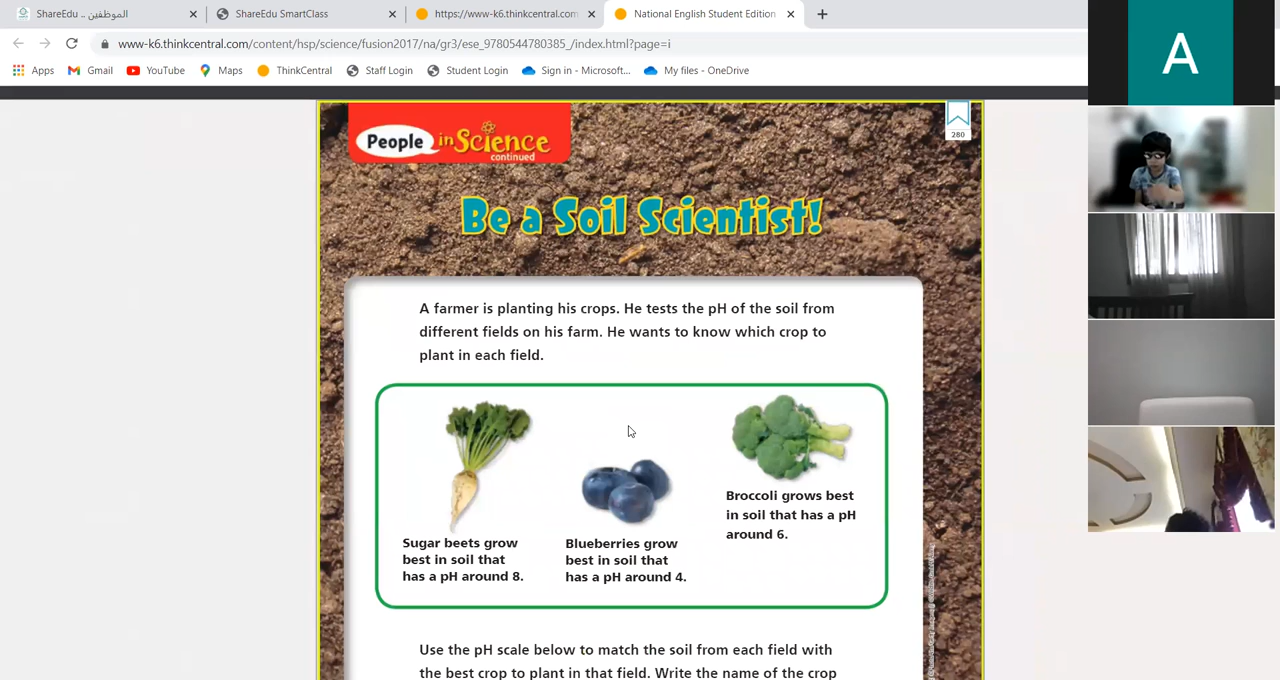 ShareEdu .. الموظفين
ShareEdu SmartClass
https://www-k6.thinkcentral.com
National English Student Edition
www-k6.thinkcentral.com/content/hsp/science/fusion2017/na/gr3/ese_9780544780385_/index.html?page=i
Apps
Gmail
YouTube
Maps
ThinkCentral
Staff Login
Student Login
Sign in - Microsoft...
My files - OneDrive
A
280
People in Science
continued
Be a Soil Scientist!
A farmer is planting his crops. He tests the pH of the soil from
different fields on his farm. He wants to know which crop to
plant in each field.
Sugar beets grow
best in soil that
has a pH around 8.
Blueberries grow
best in soil that
has a pH around 4.
Broccoli grows best
in soil that has a pH
around 6.
Use the pH scale below to match the soil from each field with
the best crop to plant in that field. Write the name of the crop